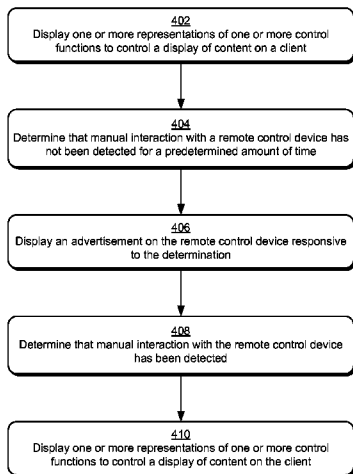 402
Display one or more representations of one or more control
functions to control a display of content on a client
404
Determine that manual interaction with a remote control device has
not been detected for a predetermined amount of time
406
Display an advertisement on the remote control device responsive
to the determination
408
Determine that manual interaction with the remote control device
has been detected
410
Display one or more representations of one or more control
functions to control a display of content on the client